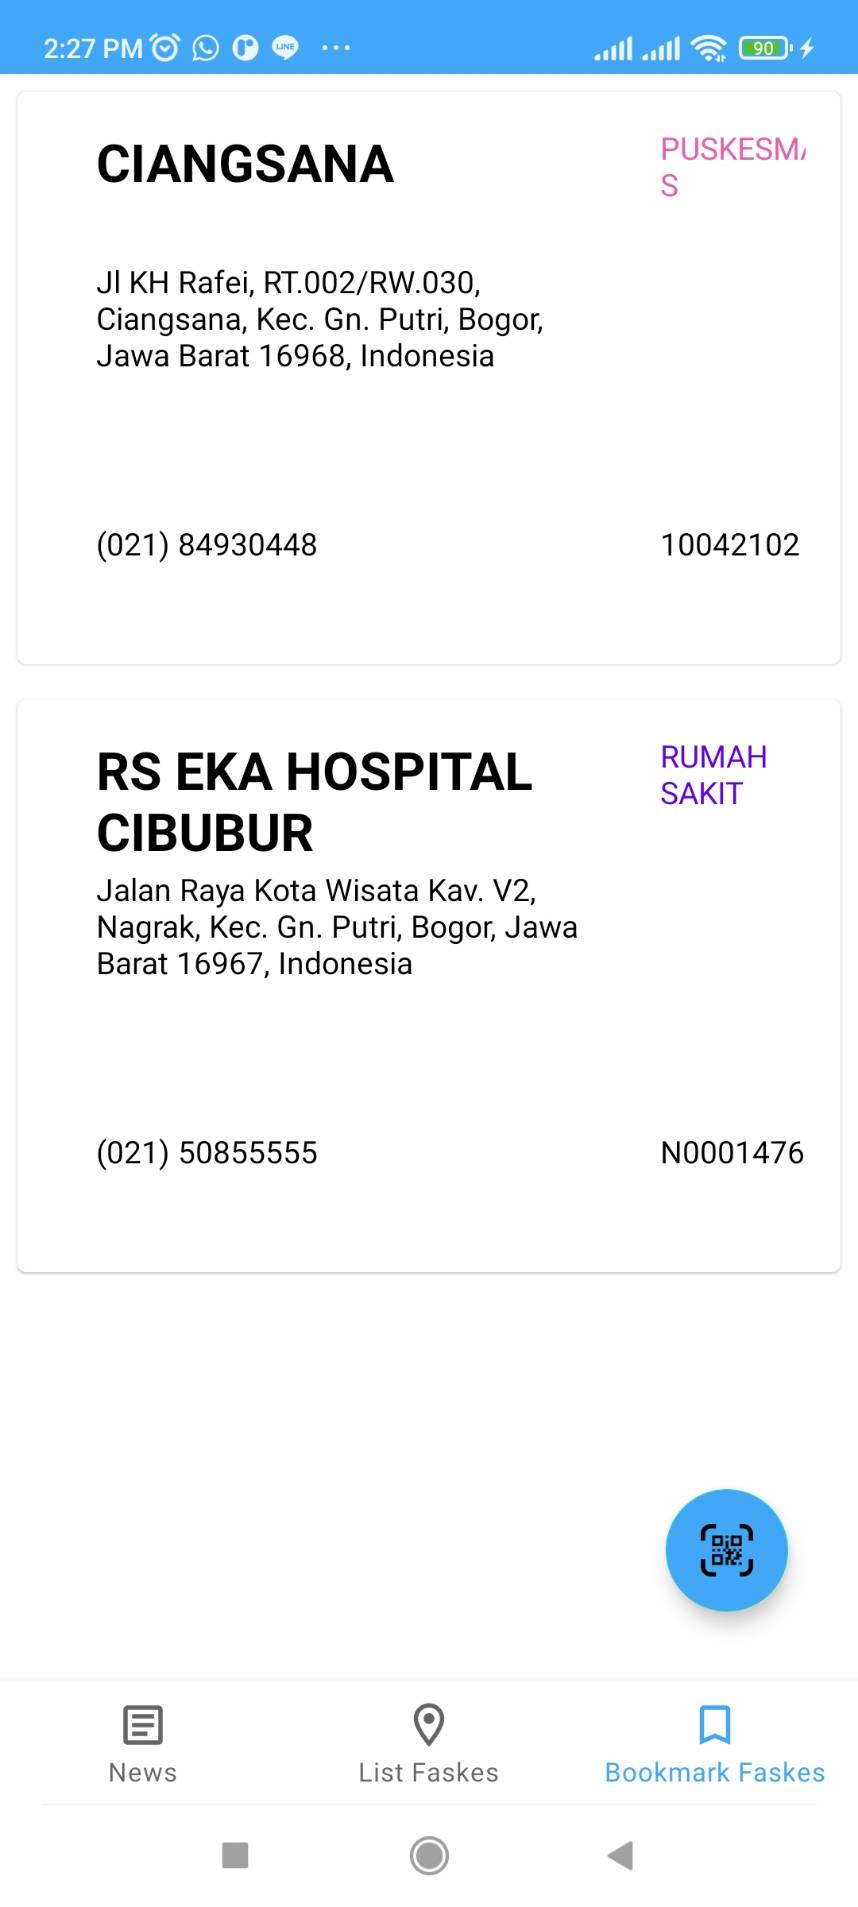 2:27 PM LINE ... 90
CIANGSANA
PUSKESMA
S
Jl KH Rafei, RT.002/RW.030,
Ciangsana, Kec. Gn. Putri, Bogor,
Jawa Barat 16968, Indonesia
(021) 84930448
10042102
RS EKA HOSPITAL
CIBUBUR
RUMAH
SAKIT
Jalan Raya Kota Wisata Kav. V2,
Nagrak, Kec. Gn. Putri, Bogor, Jawa
Barat 16967, Indonesia
(021) 50855555
N0001476
News
List Faskes
Bookmark Faskes